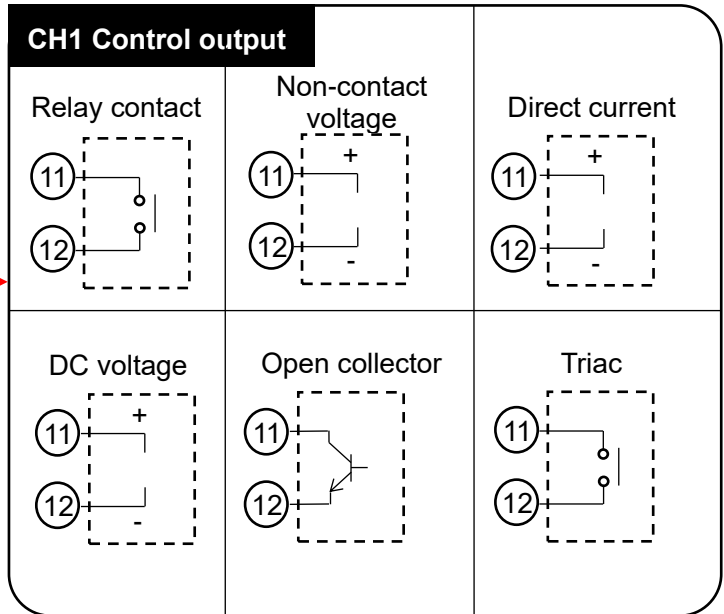 CH1 Control output
Relay contact
11
12
Non-contact
voltage
+
11
12
-
Direct current
+
11
12
-
DC voltage
+
11
12
-
Open collector
11
12
Triac
11
12